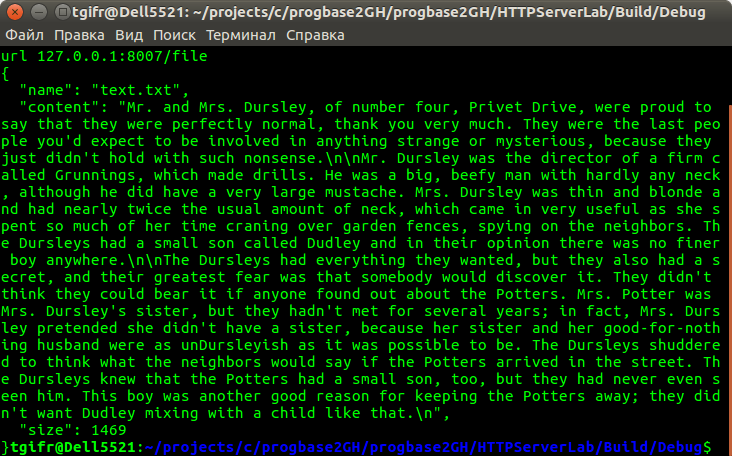 tgifr@Dell5521: ~/projects/c/progbase2GH/progbase2GH/HTTPServerLab/Build/Debug
Файл Правка Вид Поиск Терминал Справка
url 127.0.0.1:8007/file
{
  "name": "text.txt",
  "content": "Mr. and Mrs. Dursley, of number four, Privet Drive, were proud to
say that they were perfectly normal, thank you very much. They were the last peo
ple you'd expect to be involved in anything strange or mysterious, because they
just didn't hold with such nonsense.\n\nMr. Dursley was the director of a firm c
alled Grunnings, which made drills. He was a big, beefy man with hardly any neck
, although he did have a very large mustache. Mrs. Dursley was thin and blonde a
nd had nearly twice the usual amount of neck, which came in very useful as she s
pent so much of her time craning over garden fences, spying on the neighbors. Th
e Dursleys had a small son called Dudley and in their opinion there was no finer
 boy anywhere.\n\nThe Dursleys had everything they wanted, but they also had a s
ecret, and their greatest fear was that somebody would discover it. They didn't
think they could bear it if anyone found out about the Potters. Mrs. Potter was
Mrs. Dursley's sister, but they hadn't met for several years; in fact, Mrs. Durs
ley pretended she didn't have a sister, because her sister and her good-for-noth
ing husband were as unDursleyish as it was possible to be. The Dursleys shuddere
d to think what the neighbors would say if the Potters arrived in the street. Th
e Dursleys knew that the Potters had a small son, too, but they had never even s
een him. This boy was another good reason for keeping the Potters away; they did
n't want Dudley mixing with a child like that.\n",
  "size": 1469
}tgifr@Dell5521:~/projects/c/progbase2GH/progbase2GH/HTTPServerLab/Build/Debug$